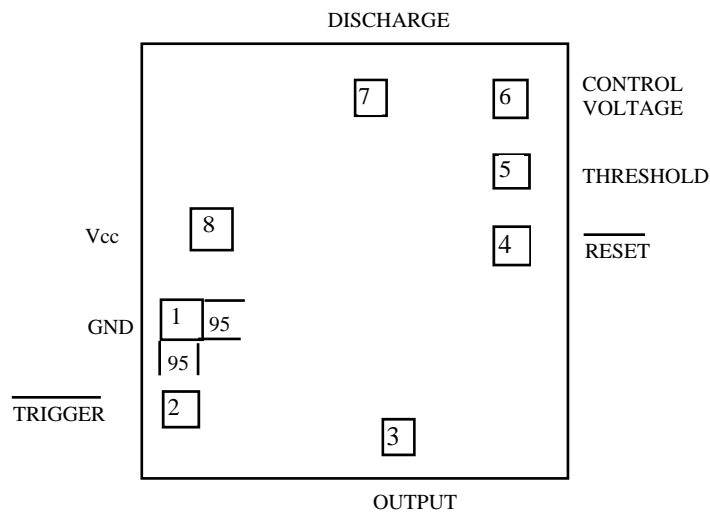 DISCHARGE
7
6
CONTROL
VOLTAGE
5
THRESHOLD
Vcc
8
4
RESET
GND
1
95
95
TRIGGER
2
3
OUTPUT